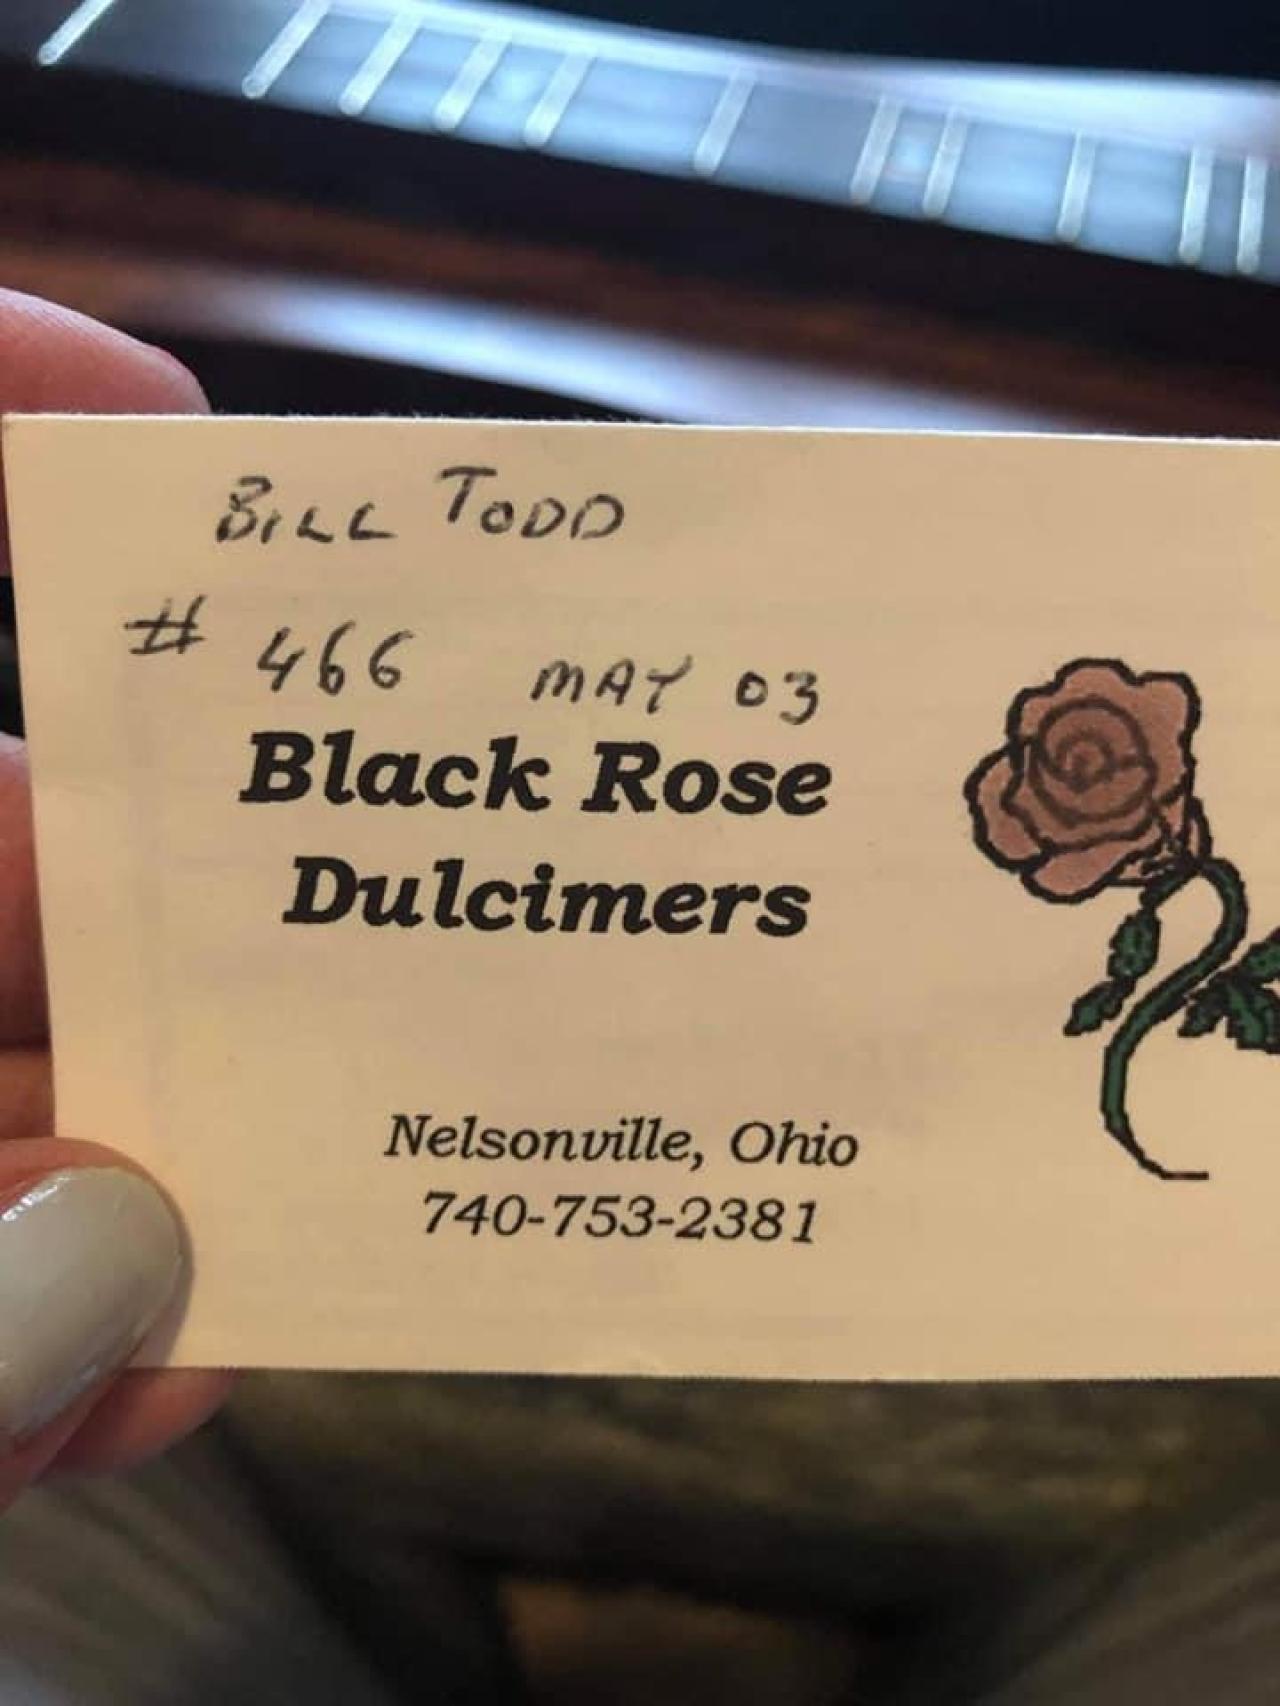 BILL TODD
# 466 MAY 03
Black Rose
Dulcimers
Nelsonville, Ohio
740-753-2381